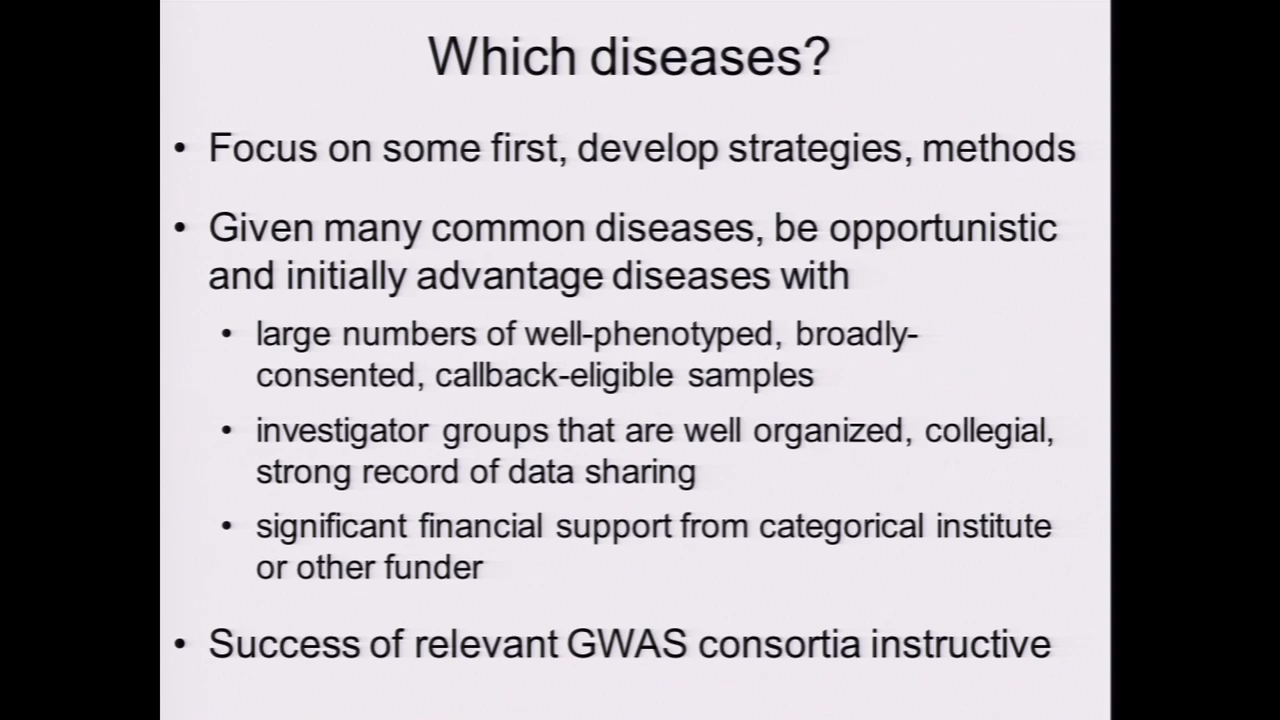 Which diseases?
• Focus on some first, develop strategies, methods
• Given many common diseases, be opportunistic
and initially advantage diseases with
• large numbers of well-phenotyped, broadly-
consented, callback-eligible samples
• investigator groups that are well organized, collegial,
strong record of data sharing
• significant financial support from categorical institute
or other funder
• Success of relevant GWAS consortia instructive